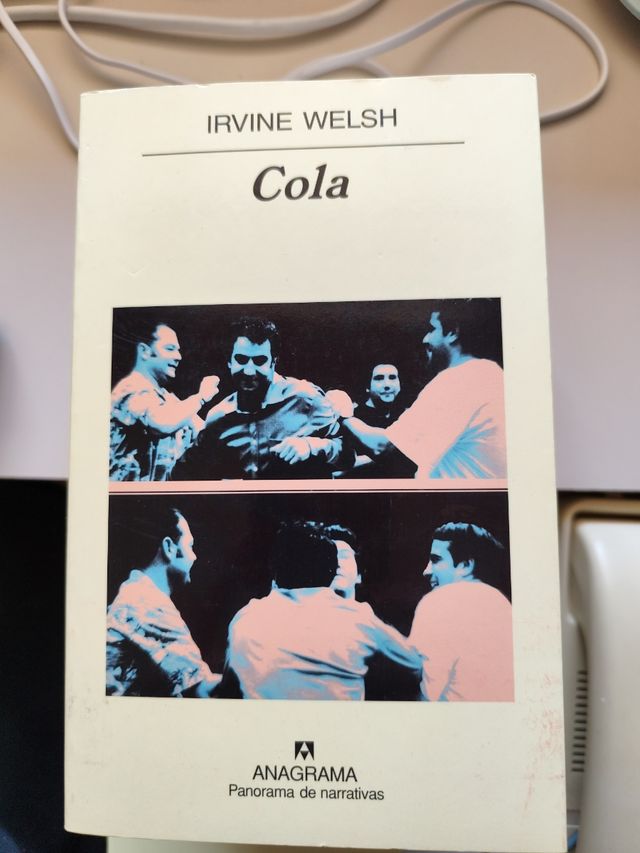 IRVINE WELSH
Cola
ANAGRAMA
Panorama de narrativas